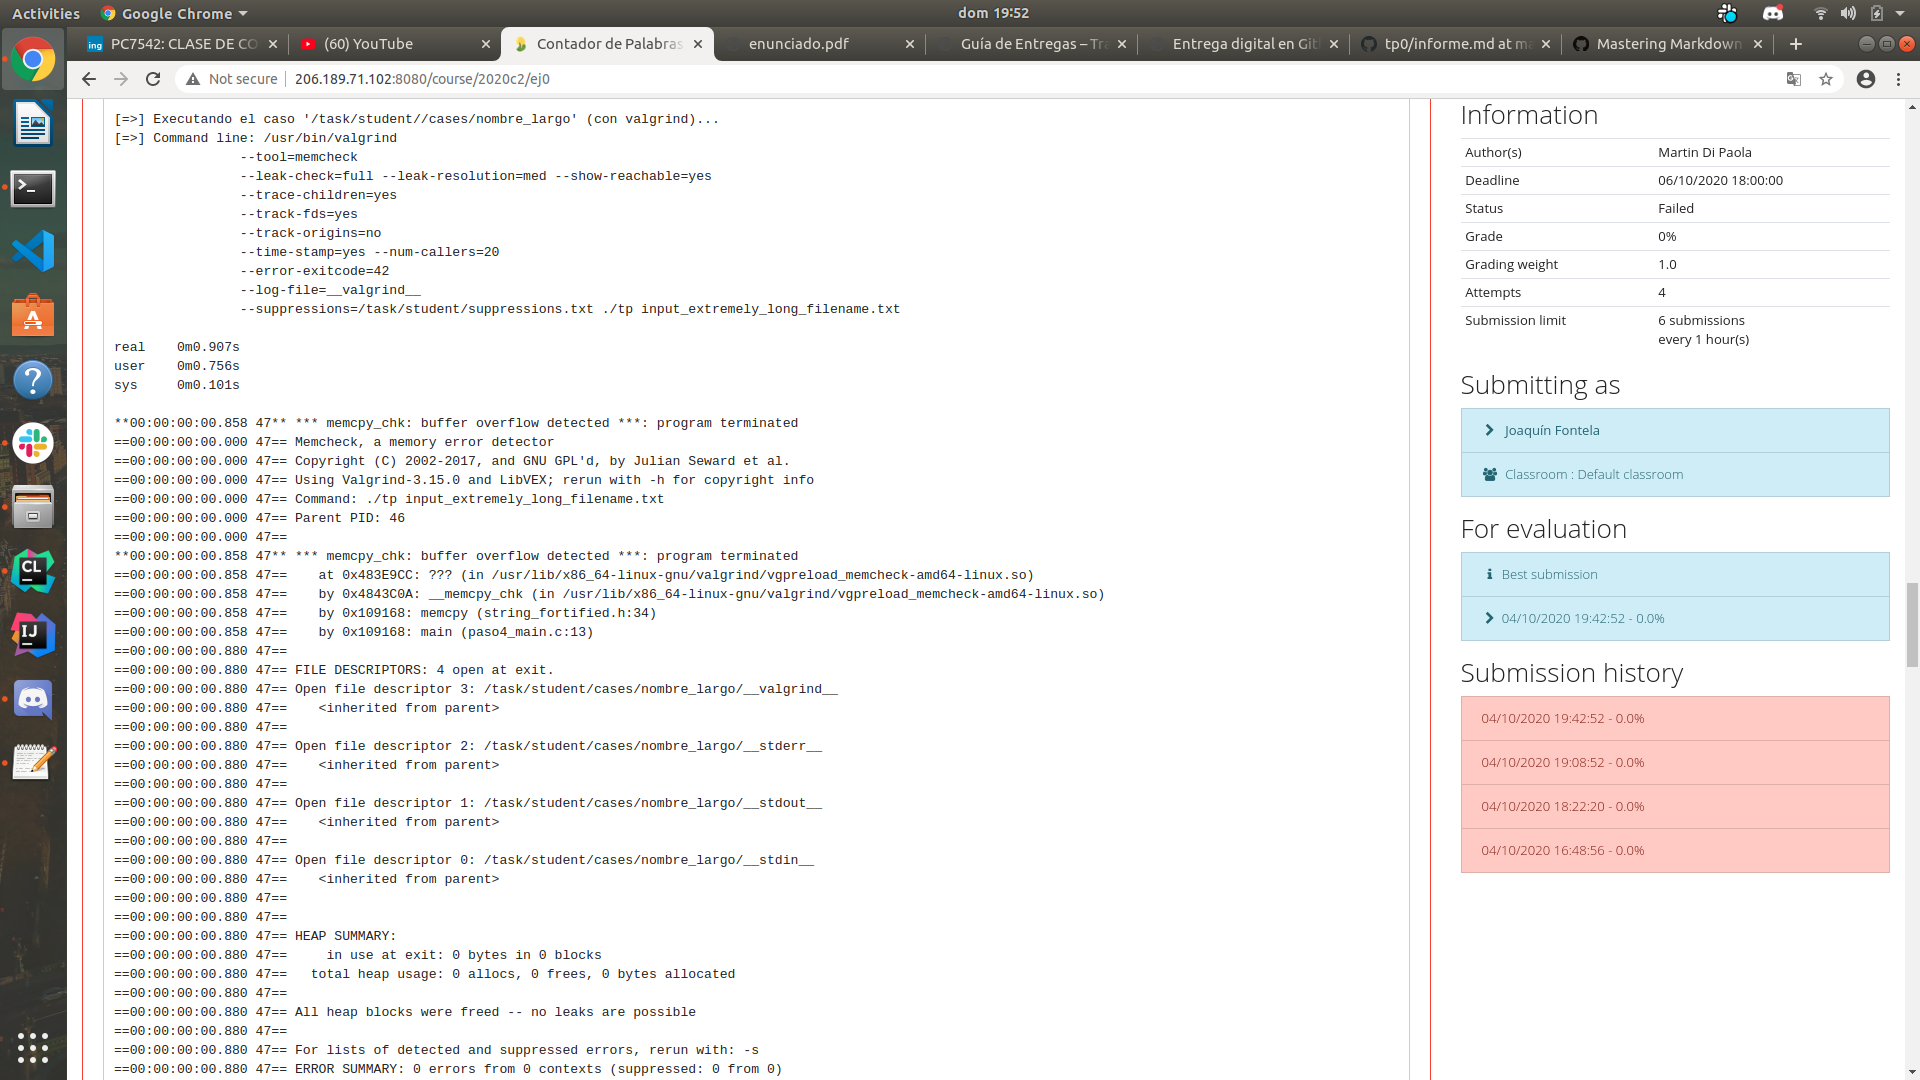 Activities
Google Chrome
dom 19:52
PC7542: CLASE DE CO
(60) YouTube
Contador de Palabras
enunciado.pdf
Guía de Entregas – Tra
Entrega digital en Git
tp0/informe.md at ma
Mastering Markdown
Not secure
206.189.71.102:8080/course/2020c2/ej0
[=>] Executando el caso '/task/student//cases/nombre_largo' (con valgrind)...
[=>] Command line: /usr/bin/valgrind
--tool=memcheck
--leak-check=full --leak-resolution=med --show-reachable=yes
--trace-children=yes
--track-fds=yes
--track-origins=no
--time-stamp=yes --num-callers=20
--error-exitcode=42
--log-file=__valgrind__
--suppressions=/task/student/suppressions.txt ./tp input_extremely_long_filename.txt
real 0m0.907s
user 0m0.756s
sys 0m0.101s
**00:00:00:00.858 47** *** memcpy_chk: buffer overflow detected ***: program terminated
==00:00:00:00.000 47== Memcheck, a memory error detector
==00:00:00:00.000 47== Copyright (C) 2002-2017, and GNU GPL'd, by Julian Seward et al.
==00:00:00:00.000 47== Using Valgrind-3.15.0 and LibVEX; rerun with -h for copyright info
==00:00:00:00.000 47== Command: ./tp input_extremely_long_filename.txt
==00:00:00:00.000 47== Parent PID: 46
==00:00:00:00.000 47==
**00:00:00:00.858 47** *** memcpy_chk: buffer overflow detected ***: program terminated
==00:00:00:00.858 47== at 0x483E9CC: ??? (in /usr/lib/x86_64-linux-gnu/valgrind/vgpreload_memcheck-amd64-linux.so)
==00:00:00:00.858 47== by 0x4843C0A: __memcpy_chk (in /usr/lib/x86_64-linux-gnu/valgrind/vgpreload_memcheck-amd64-linux.so)
==00:00:00:00.858 47== by 0x109168: memcpy (string_fortified.h:34)
==00:00:00:00.858 47== by 0x109168: main (paso4_main.c:13)
==00:00:00:00.880 47==
==00:00:00:00.880 47== FILE DESCRIPTORS: 4 open at exit.
==00:00:00:00.880 47== Open file descriptor 3: /task/student/cases/nombre_largo/__valgrind__
==00:00:00:00.880 47== <inherited from parent>
==00:00:00:00.880 47==
==00:00:00:00.880 47== Open file descriptor 2: /task/student/cases/nombre_largo/__stderr__
==00:00:00:00.880 47== <inherited from parent>
==00:00:00:00.880 47==
==00:00:00:00.880 47== Open file descriptor 1: /task/student/cases/nombre_largo/__stdout__
==00:00:00:00.880 47== <inherited from parent>
==00:00:00:00.880 47==
==00:00:00:00.880 47== Open file descriptor 0: /task/student/cases/nombre_largo/__stdin__
==00:00:00:00.880 47== <inherited from parent>
==00:00:00:00.880 47==
==00:00:00:00.880 47==
==00:00:00:00.880 47== HEAP SUMMARY:
==00:00:00:00.880 47== in use at exit: 0 bytes in 0 blocks
==00:00:00:00.880 47== total heap usage: 0 allocs, 0 frees, 0 bytes allocated
==00:00:00:00.880 47==
==00:00:00:00.880 47== All heap blocks were freed -- no leaks are possible
==00:00:00:00.880 47==
==00:00:00:00.880 47== For lists of detected and suppressed errors, rerun with: -s
==00:00:00:00.880 47== ERROR SUMMARY: 0 errors from 0 contexts (suppressed: 0 from 0)
Information
Author(s) Martin Di Paola
Deadline 06/10/2020 18:00:00
Status Failed
Grade 0%
Grading weight 1.0
Attempts 4
Submission limit 6 submissions
every 1 hour(s)
Submitting as
Joaquín Fontela
Classroom : Default classroom
For evaluation
Best submission
04/10/2020 19:42:52 - 0.0%
Submission history
04/10/2020 19:42:52 - 0.0%
04/10/2020 19:08:52 - 0.0%
04/10/2020 18:22:20 - 0.0%
04/10/2020 16:48:56 - 0.0%